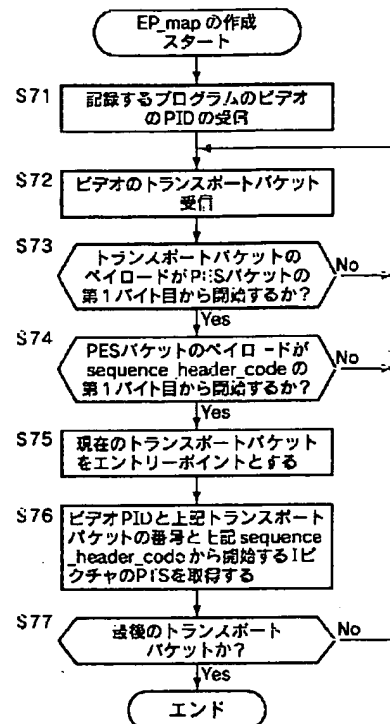 EP_mapの作成
スタート
S71
記録するプログラムのビデオ
のPIDの受信
S72
ビデオのトランスポートパケット
受信
S73
トランスポートパケットの
ペイロードがPESパケットの
第1バイト目から開始するか?
No
Yes
S74
PESパケットのペイロードが
sequence_header_codeの
第1バイト目から開始するか?
No
Yes
S75
現在のトランスポートパケット
をエントリーポイントとする
S76
ビデオPIDと上記トランスポート
パケットの番号と上記sequence
_header_codeから開始するIピ
クチャのPTSを取得する
S77
最後のトランスポート
パケットか?
No
Yes
エンド